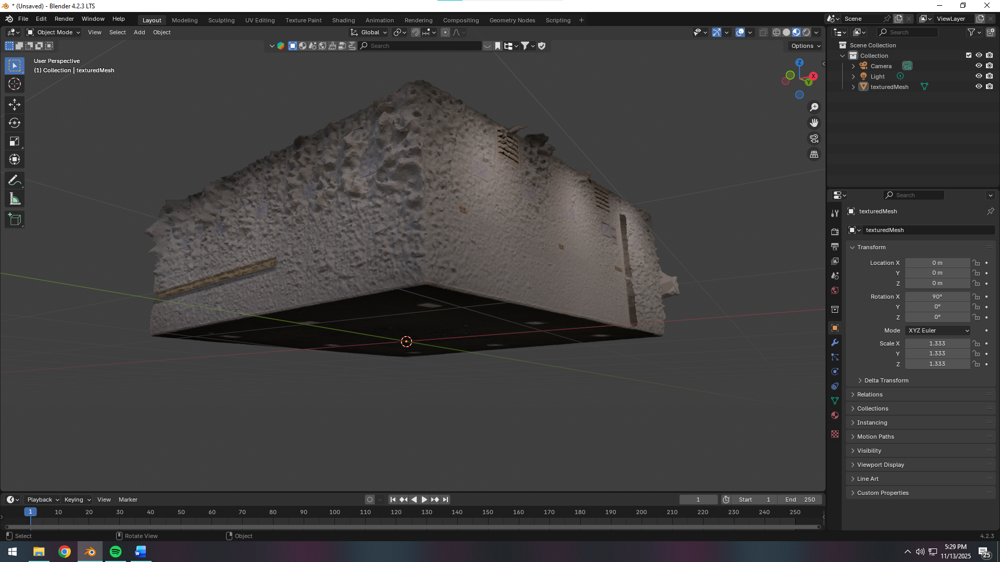 * (Unsaved) - Blender 4.2.3 LTS
File Edit Render Window Help
Layout Modeling Sculpting UV Editing Texture Paint Shading Animation Rendering Compositing Geometry Nodes Scripting +
Scene
ViewLayer
Object Mode View Select Add Object
Global
Search
Options
User Perspective
(1) Collection | texturedMesh
Z
X
Y
Search
Scene Collection
Collection
Camera
Light
texturedMesh
Search
texturedMesh
texturedMesh
Transform
Location X 0 m
Y 0 m
Z 0 m
Rotation X 90°
Y 0°
Z 0°
Mode XYZ Euler
Scale X 1.333
Y 1.333
Z 1.333
Delta Transform
Relations
Collections
Instancing
Motion Paths
Visibility
Viewport Display
Line Art
Custom Properties
Playback Keying View Marker
1 Start 1 End 250
1 10 20 30 40 50 60 70 80 90 100 110 120 130 140 150 160 170 180 190 200 210 220 230 240 250
Select Rotate View Object
4.2.3
W
5:29 PM
11/13/2025
25